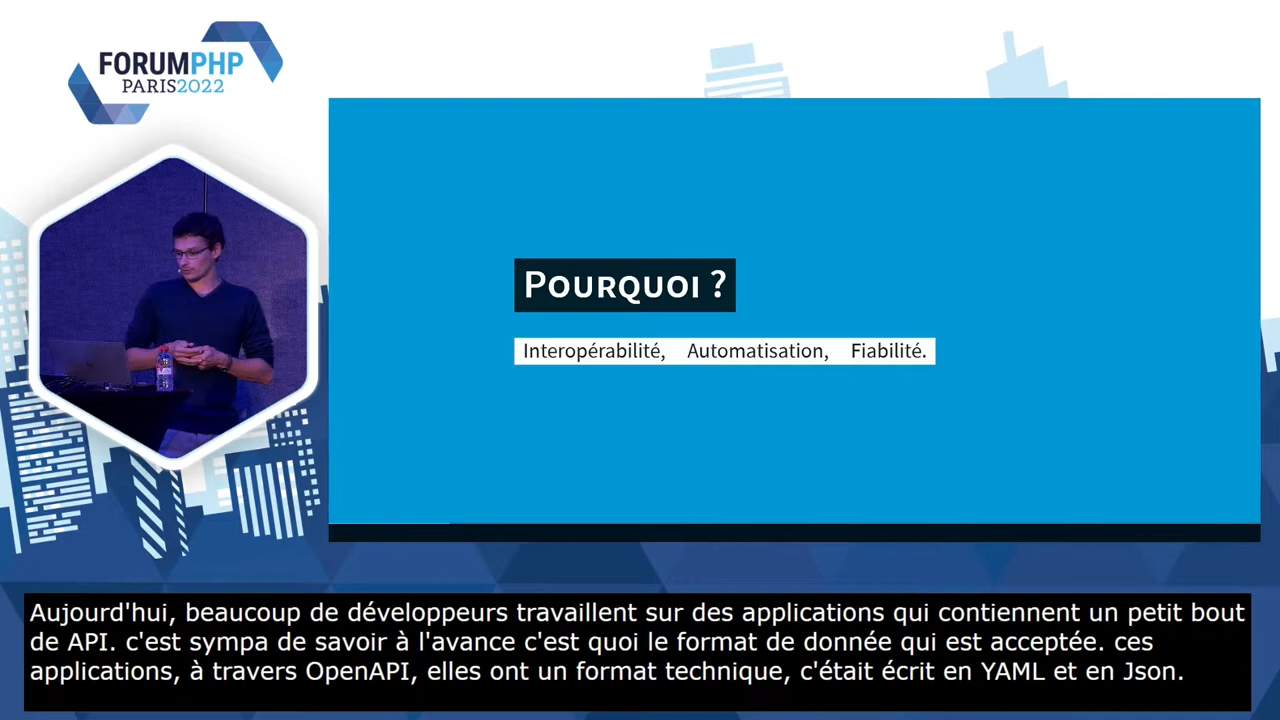 FORUMPHP
PARIS2022
POURQUOI ?
Interopérabilité, Automatisation, Fiabilité.
Aujourd'hui, beaucoup de développeurs travaillent sur des applications qui contiennent un petit bout
de API. c'est sympa de savoir à l'avance c'est quoi le format de donnée qui est acceptée. ces
applications, à travers OpenAPI, elles ont un format technique, c'était écrit en YAML et en Json.